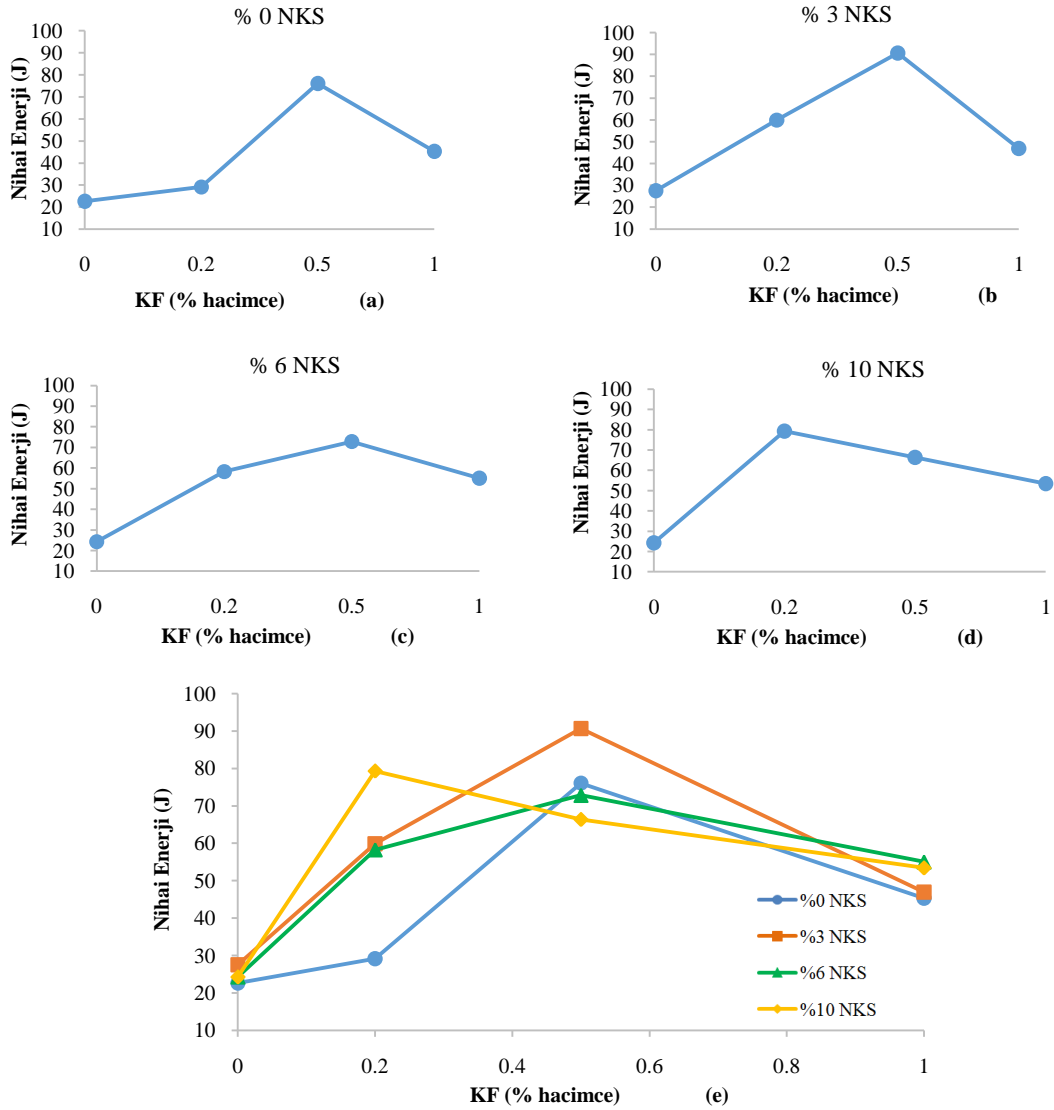 % 0 NKS
Nihai Enerji (J)
100
90
80
70
60
50
40
30
20
10
0 0.2 0.5 1
KF (% hacimce) (a)
% 3 NKS
Nihai Enerji (J)
100
90
80
70
60
50
40
30
20
10
0 0.2 0.5 1
KF (% hacimce) (b
% 6 NKS
Nihai Enerji (J)
100
90
80
70
60
50
40
30
20
10
0 0.2 0.5 1
KF (% hacimce) (c)
% 10 NKS
Nihai Enerji (J)
100
90
80
70
60
50
40
30
20
10
0 0.2 0.5 1
KF (% hacimce) (d)
Nihai Enerji (J)
100
90
80
70
60
50
40
30
20
10
%0 NKS
%3 NKS
%6 NKS
%10 NKS
0 0.2 0.4 0.6 0.8 1
KF (% hacimce) (e)